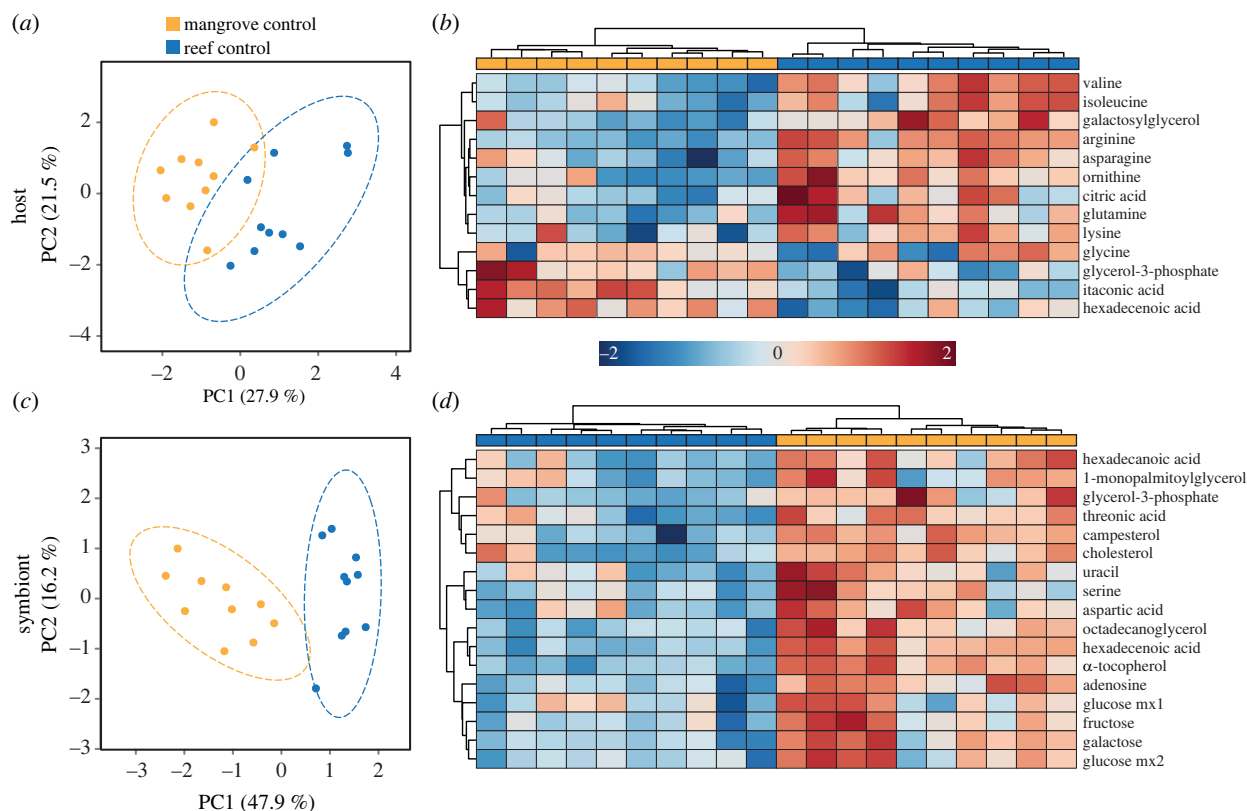 (a)
mangrove control
reef control
host
PC2 (21.5 %)
2
0
−2
−4
−2
0
2
4
PC1 (27.9 %)
(b)
valine
isoleucine
galactosylglycerol
arginine
asparagine
ornithine
citric acid
glutamine
lysine
glycine
glycerol-3-phosphate
itaconic acid
hexadecenoic acid
−2
0
2
(c)
symbiont
PC2 (16.2 %)
3
2
1
0
−1
−2
−3
−3
−2
−1
0
1
2
PC1 (47.9 %)
(d)
hexadecanoic acid
1-monopalmitoylglycerol
glycerol-3-phosphate
threonic acid
campesterol
cholesterol
uracil
serine
aspartic acid
octadecanoglycerol
hexadecenoic acid
α-tocopherol
adenosine
glucose mx1
fructose
galactose
glucose mx2